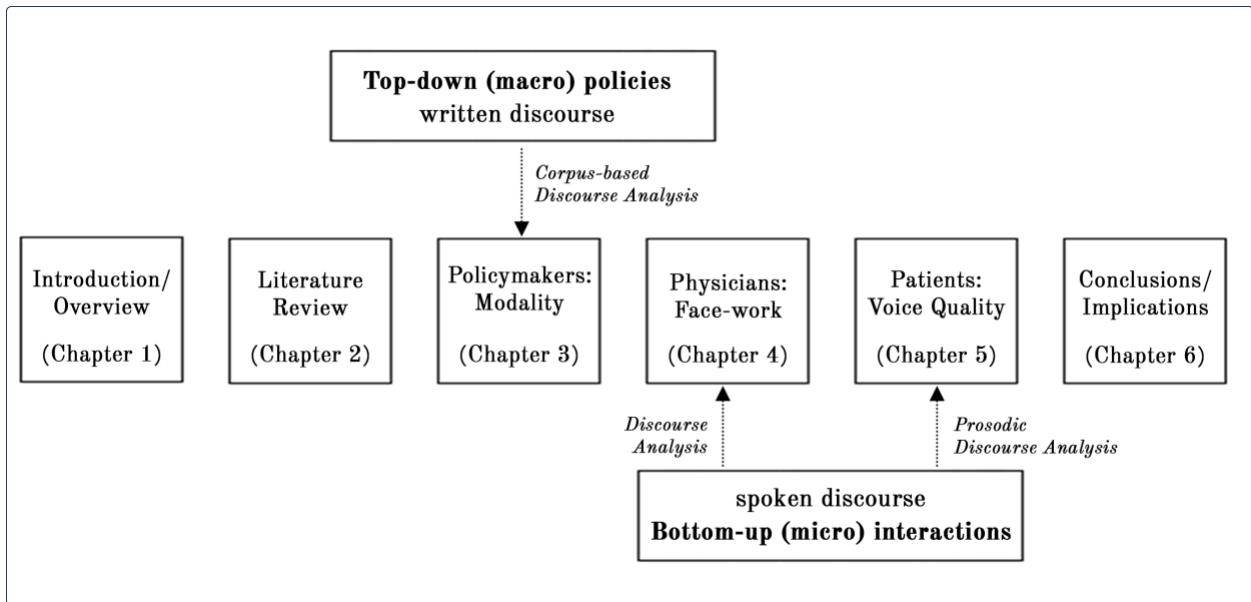 Top-down (macro) policies
written discourse
Corpus-based
Discourse Analysis
Introduction/
Overview
(Chapter 1)
Literature
Review
(Chapter 2)
Policymakers:
Modality
(Chapter 3)
Physicians:
Face-work
(Chapter 4)
Patients:
Voice Quality
(Chapter 5)
Conclusions/
Implications
(Chapter 6)
Discourse
Analysis
Prosodic
Discourse Analysis
spoken discourse
Bottom-up (micro) interactions